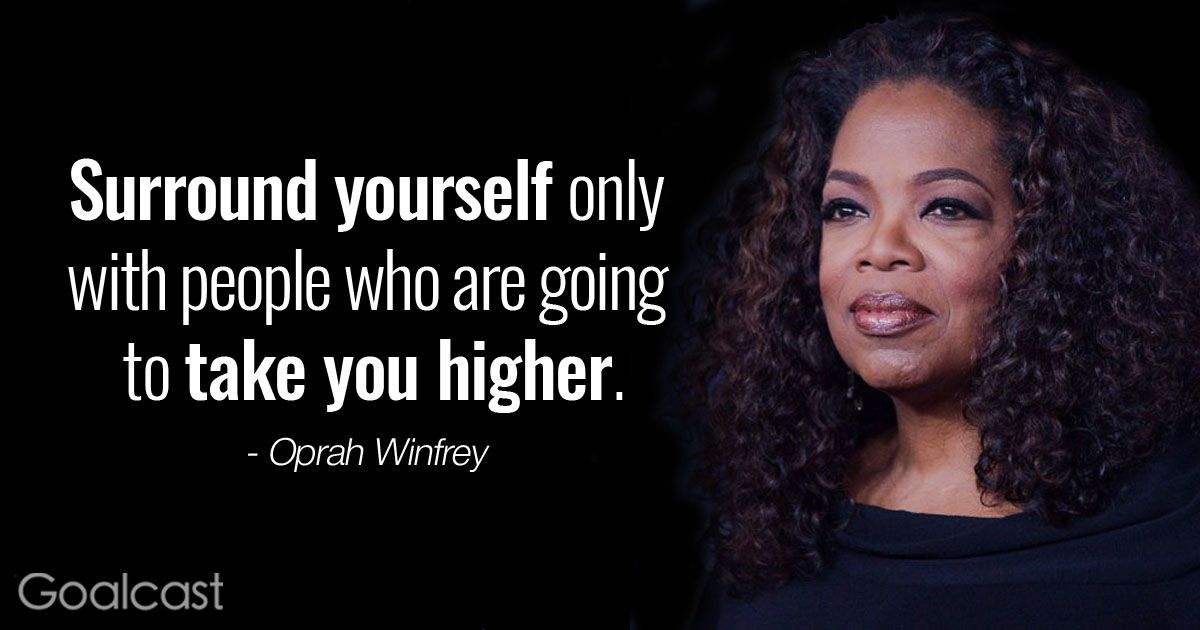 Surround yourself only
with people who are going
to take you higher.
- Oprah Winfrey
Goalcast